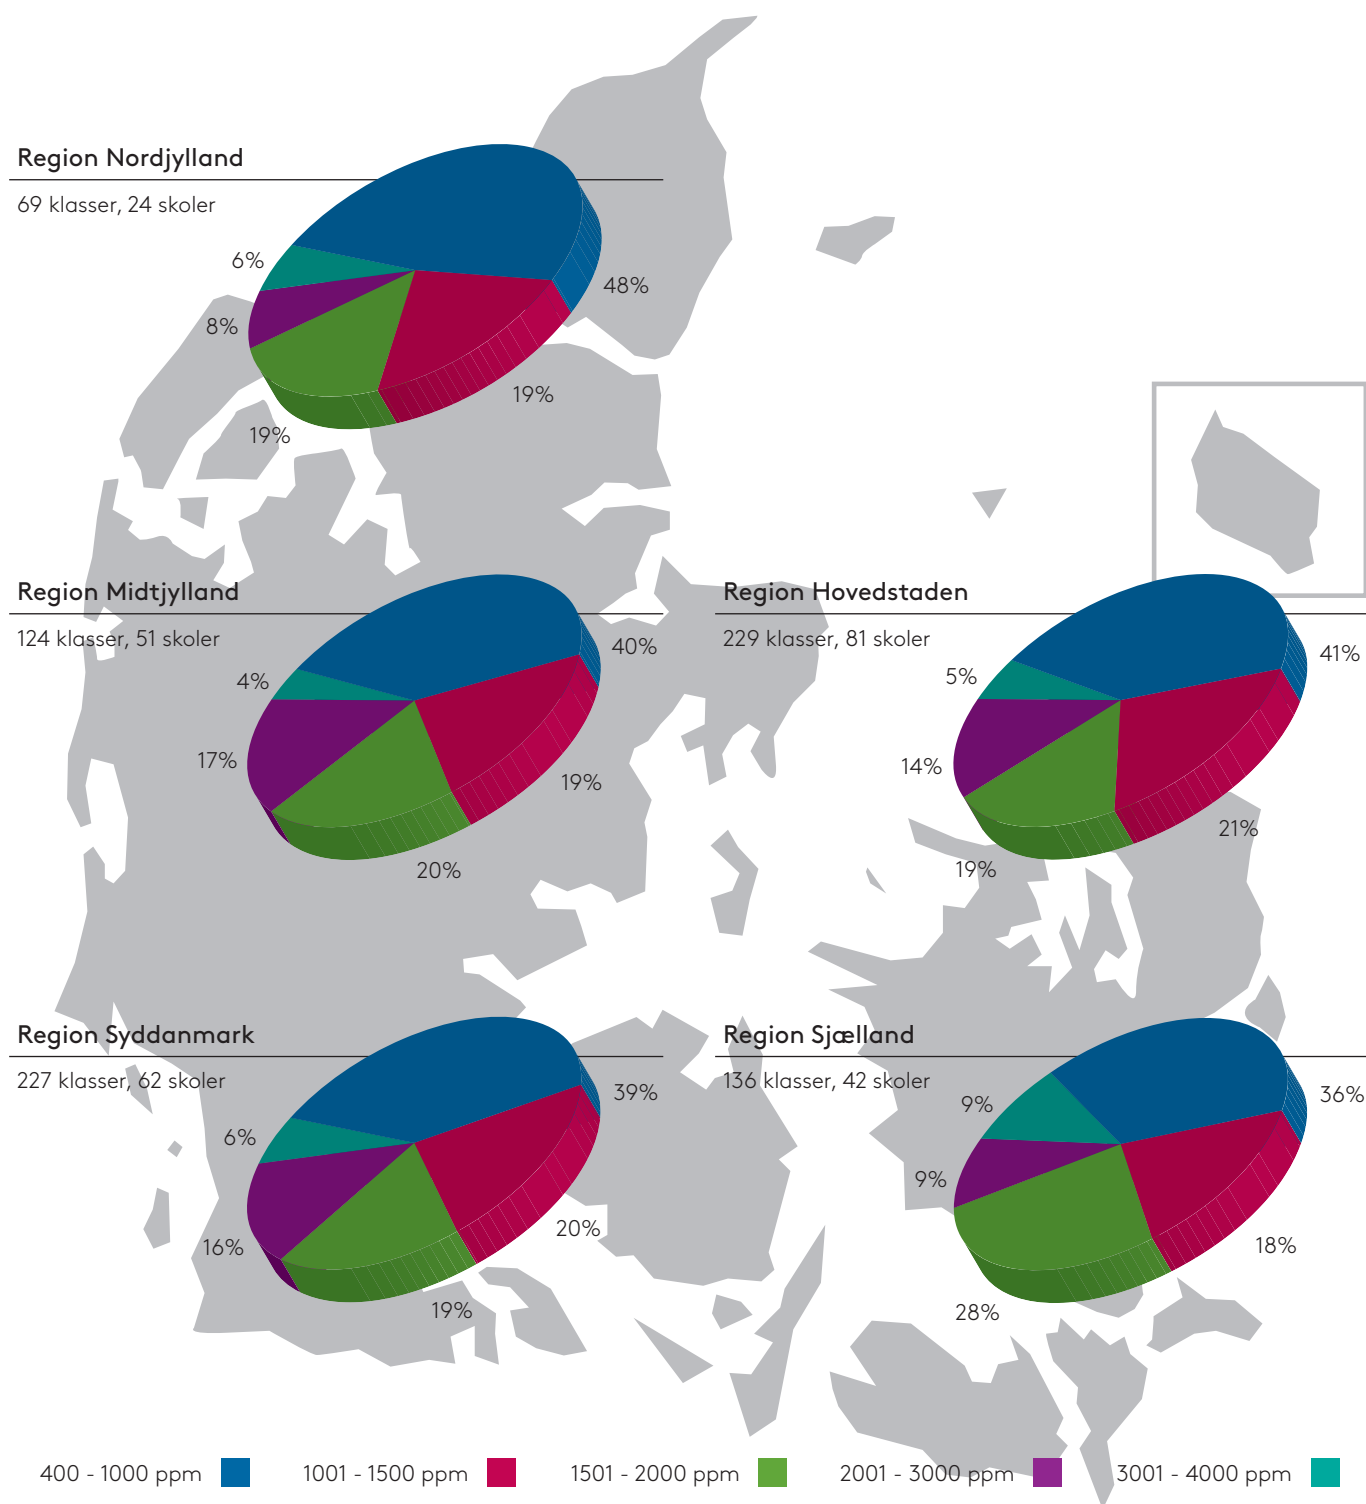 Region Nordjylland
69 klasser, 24 skoler
6%
48%
8%
19%
19%
Region Midtjylland
124 klasser, 51 skoler
40%
4%
17%
19%
20%
Region Hovedstaden
229 klasser, 81 skoler
41%
5%
14%
21%
19%
Region Syddanmark
227 klasser, 62 skoler
39%
6%
20%
16%
19%
Region Sjælland
136 klasser, 42 skoler
36%
9%
9%
18%
28%
400 - 1000 ppm
1001 - 1500 ppm
1501 - 2000 ppm
2001 - 3000 ppm
3001 - 4000 ppm